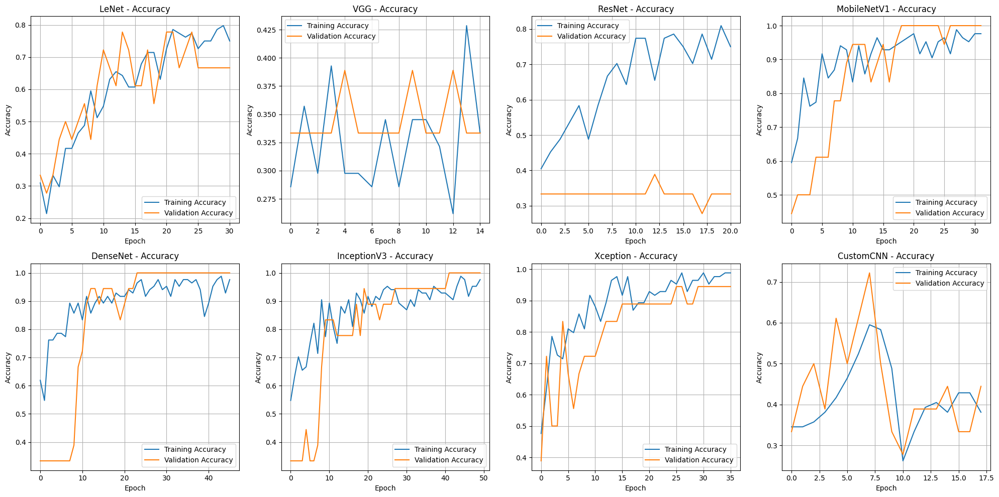 LeNet - Accuracy
0.8
0.7
0.6
0.5
0.4
0.3
0.2
Accuracy
Training Accuracy
Validation Accuracy
0 5 10 15 20 25 30
Epoch
VGG - Accuracy
Training Accuracy
Validation Accuracy
0.425
0.400
0.375
0.350
0.325
0.300
0.275
Accuracy
0 2 4 6 8 10 12 14
Epoch
ResNet - Accuracy
Training Accuracy
Validation Accuracy
0.8
0.7
0.6
0.5
0.4
0.3
Accuracy
0.0 2.5 5.0 7.5 10.0 12.5 15.0 17.5 20.0
Epoch
MobileNetV1 - Accuracy
1.0
0.9
0.8
0.7
0.6
0.5
Accuracy
Training Accuracy
Validation Accuracy
0 5 10 15 20 25 30
Epoch
DenseNet - Accuracy
1.0
0.9
0.8
0.7
0.6
0.5
0.4
Accuracy
Training Accuracy
Validation Accuracy
0 10 20 30 40
Epoch
InceptionV3 - Accuracy
1.0
0.9
0.8
0.7
0.6
0.5
0.4
Accuracy
Training Accuracy
Validation Accuracy
0 10 20 30 40 50
Epoch
Xception - Accuracy
1.0
0.9
0.8
0.7
0.6
0.5
0.4
Accuracy
Training Accuracy
Validation Accuracy
0 5 10 15 20 25 30 35
Epoch
CustomCNN - Accuracy
Training Accuracy
Validation Accuracy
0.7
0.6
0.5
0.4
0.3
Accuracy
0.0 2.5 5.0 7.5 10.0 12.5 15.0 17.5
Epoch